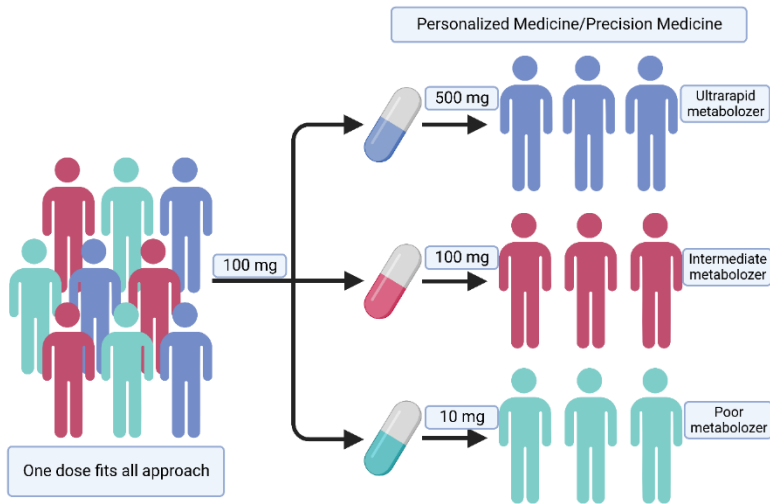 Personalized Medicine/Precision Medicine
500 mg
Ultrarapid
metabolozer
100 mg
100 mg
Intermediate
metabolozer
10 mg
Poor
metabolozer
One dose fits all approach